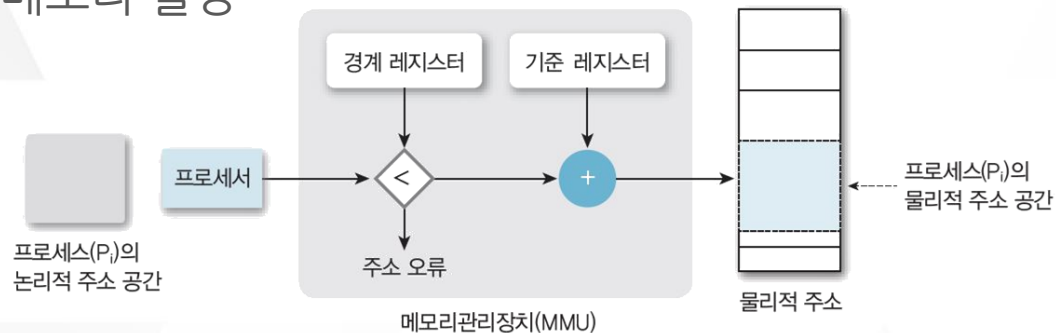 경계 레지스터
기준 레지스터
프로세서
<
+
프로세스(Pᵢ)의
물리적 주소 공간
프로세스(Pᵢ)의
논리적 주소 공간
주소 오류
물리적 주소
메모리관리장치(MMU)